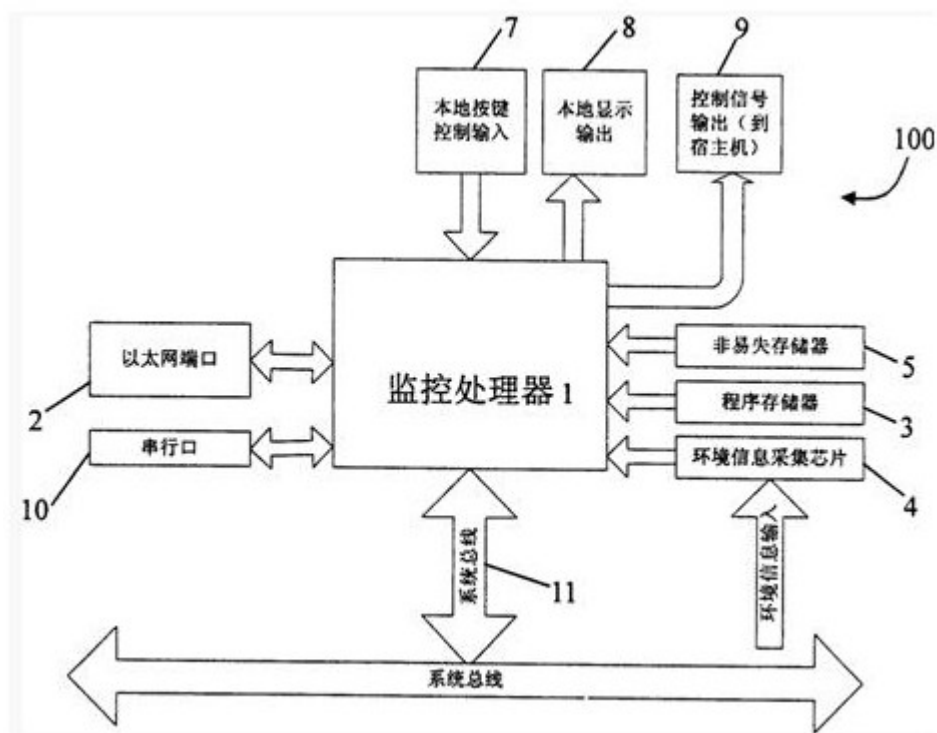 7
8
9
本地按键
控制输入
本地显示
输出
控制信号
输出（到
宿主机）
100
以太网端口
2
串行口
10
监控处理器 1
非易失存储器
5
程序存储器
3
环境信息采集芯片
4
系统总线
11
环境信息输入
系统总线